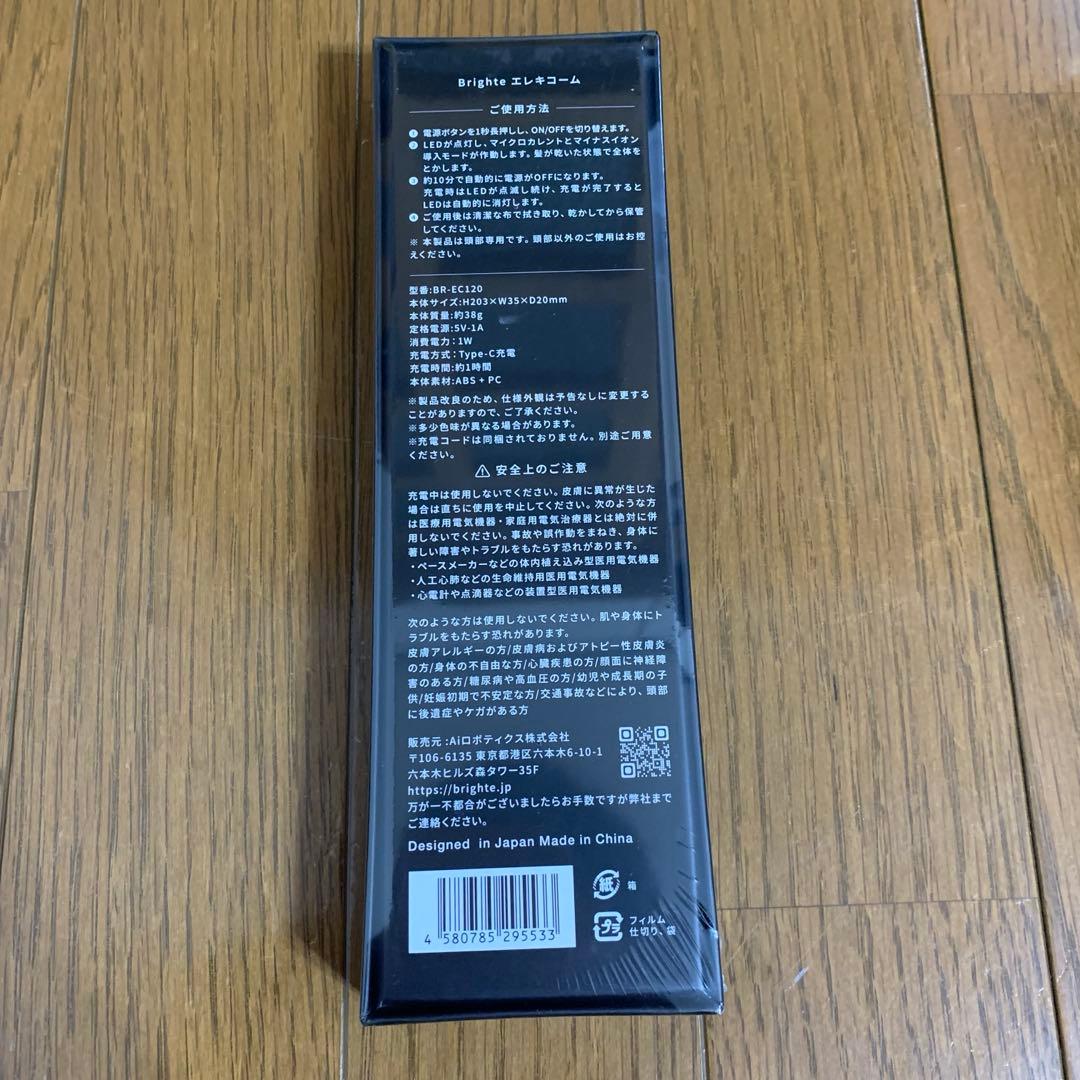 Brighte エレキコーム
ご使用方法
❶ 電源ボタンを1秒長押しし、ON/OFFを切り替えます。
❷ LEDが点灯し、マイクロカレントとマイナスイオン
導入モードが作動します。髪が乾いた状態で全体を
とかします。
❸ 約10分で自動的に電源がOFFになります。
充電時はLEDが点滅し続け、充電が完了すると
LEDは自動的に消灯します。
❹ ご使用後は清潔な布で拭き取り、乾かしてから保管
してください。
※ 本製品は頭部専用です。頭部以外のご使用はお控
えください。
型番:BR-EC120
本体サイズ:H203×W35×D20mm
本体質量:約38g
定格電源:5V⎓1A
消費電力:1W
充電方式:Type-C充電
充電時間:約1時間
本体素材:ABS + PC
※製品改良のため、仕様外観は予告なしに変更する
ことがありますので、ご了承ください。
※多少色味が異なる場合があります。
※充電コードは同梱されておりません。別途ご用意
ください。
⚠ 安全上のご注意
充電中は使用しないでください。皮膚に異常が生じた
場合は直ちに使用を中止してください。次のような方
は医療用電気機器・家庭用電気治療器とは絶対に併
用しないでください。事故や誤作動をまねき、身体に
著しい障害やトラブルをもたらす恐れがあります。
・ペースメーカーなどの体内植え込み型医用電気機器
・人工心肺などの生命維持用医用電気機器
・心電計や点滴器などの装置型医用電気機器
次のような方は使用しないでください。肌や身体にト
ラブルをもたらす恐れがあります。
皮膚アレルギーの方/皮膚病およびアトピー性皮膚炎
の方/身体の不自由な方/心臓疾患の方/顔面に神経障
害のある方/糖尿病や高血圧の方/幼児や成長期の子
供/妊娠初期で不安定な方/交通事故などにより、頭部
に後遺症やケガがある方
販売元 :Aiロボティクス株式会社
〒106-6135 東京都港区六本木6-10-1
六本木ヒルズ森タワー35F
https://brighte.jp
万が一不都合がございましたらお手数ですが弊社まで
ご連絡ください。
Designed in Japan Made in China
4 580785 295533
紙 箱
プラ フィルム
仕切り、袋